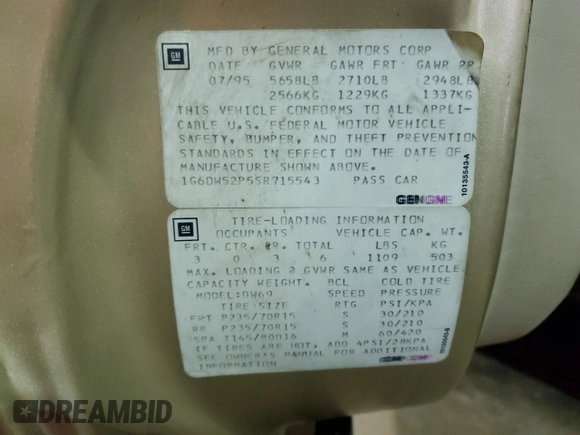 GM
MFD BY GENERAL MOTORS CORP
DATE GVWR GAWR FRT GAWR RR
07/95 5658LB 2710LB 2948LB
2566KG 1229KG 1337KG
THIS VEHICLE CONFORMS TO ALL APPLI-
CABLE U.S. FEDERAL MOTOR VEHICLE
SAFETY, BUMPER, AND THEFT PREVENTION
STANDARDS IN EFFECT ON THE DATE OF
MANUFACTURE SHOWN ABOVE.
1G6DW52P5SR715543 PASS CAR
10135543-A
GM
TIRE-LOADING INFORMATION
OCCUPANTS VEHICLE CAP. WT.
FRT. CTR. RR. TOTAL LBS KG
3 0 3 6 1109 503
MAX. LOADING @ GVWR SAME AS VEHICLE
CAPACITY WEIGHT. BCL COLD TIRE
MODEL:DW69 SPEED PRESSURE
TIRE SIZE RTG PSI/KPA
FRT P235/70R15 S 30/210
RR P235/70R15 S 30/210
SPA T145/80D16 M 60/420
IF TIRES ARE HOT, ADD 4PSI/28KPA
SEE OWNERS MANUAL FOR ADDITIONAL
INFORMATION
DREAMBID